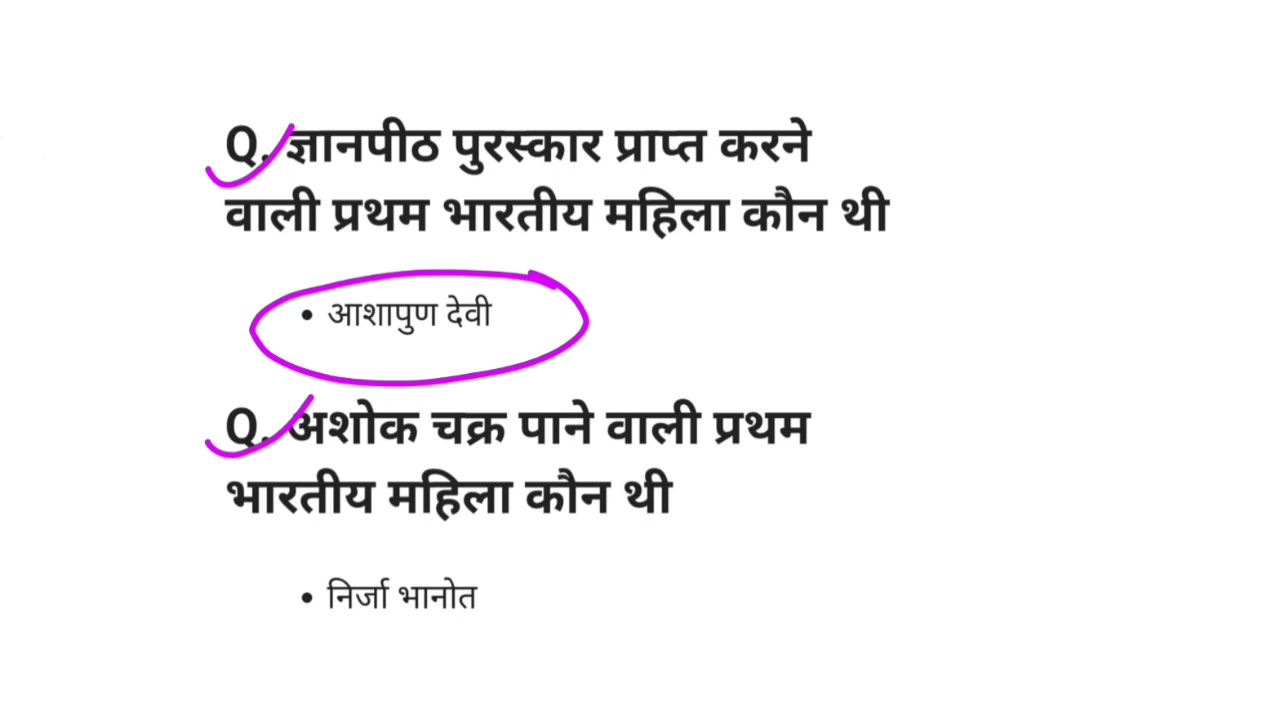 Q. ज्ञानपीठ पुरस्कार प्राप्त करने
वाली प्रथम भारतीय महिला कौन थी
• आशापुण देवी
Q. अशोक चक्र पाने वाली प्रथम
भारतीय महिला कौन थी
• निर्जा भानोत